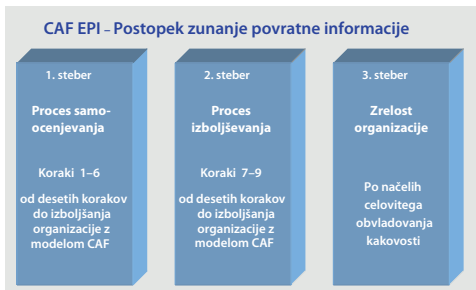 CAF EPI – Postopek zunanje povratne informacije
1. steber
Proces samo-
ocenjevanja
Koraki 1–6
od desetih korakov
do izboljšanja
organizacije z
modelom CAF
2. steber
Proces
izboljševanja
Koraki 7–9
od desetih korakov
do izboljšanja
organizacije z
modelom CAF
3. steber
Zrelost
organizacije
Po načelih
celovitega
obvladovanja
kakovosti